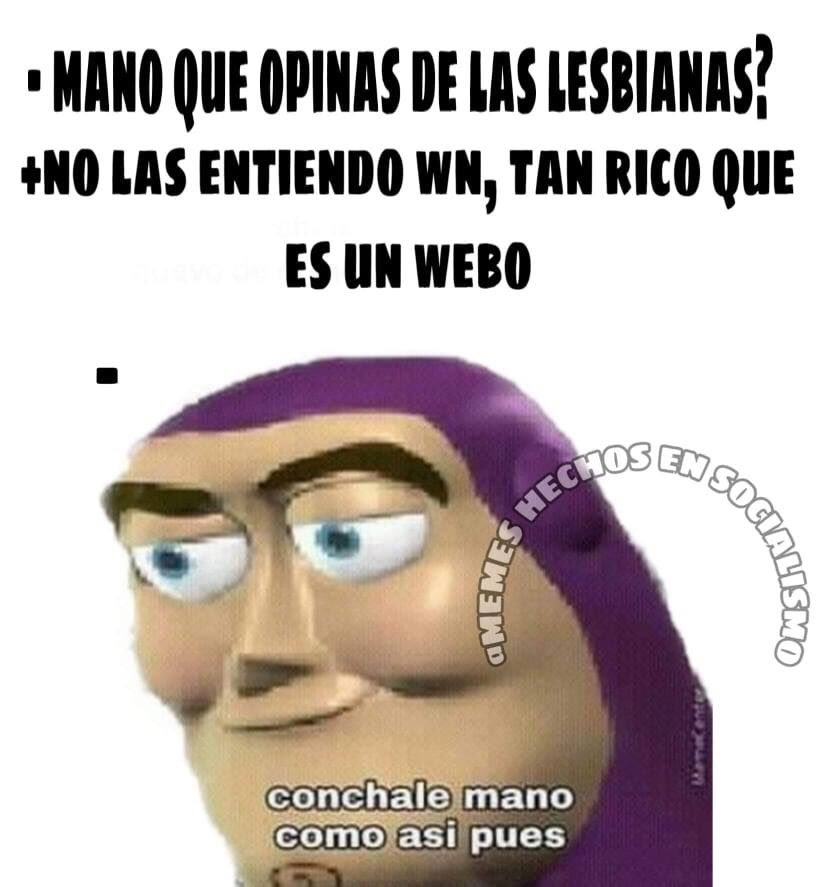 - MANO QUE OPINAS DE LAS LESBIANAS?
+NO LAS ENTIENDO WN, TAN RICO QUE
ES UN WEBO
-
@MEMES HECHOS EN SOCIALISMO
MemeCenter
conchale mano
como asi pues